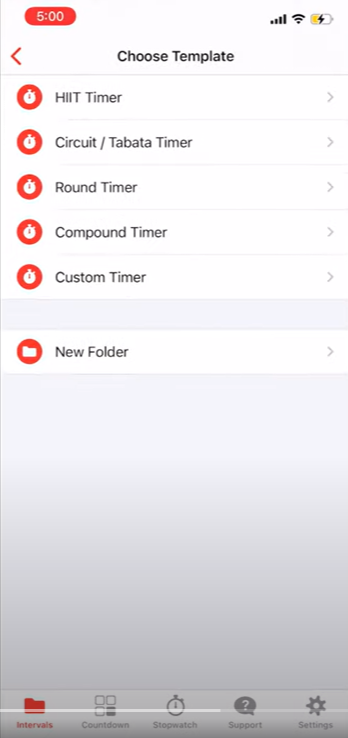 5:00
Choose Template
HIIT Timer
Circuit / Tabata Timer
Round Timer
Compound Timer
Custom Timer
New Folder
Intervals Countdown Stopwatch Support Settings